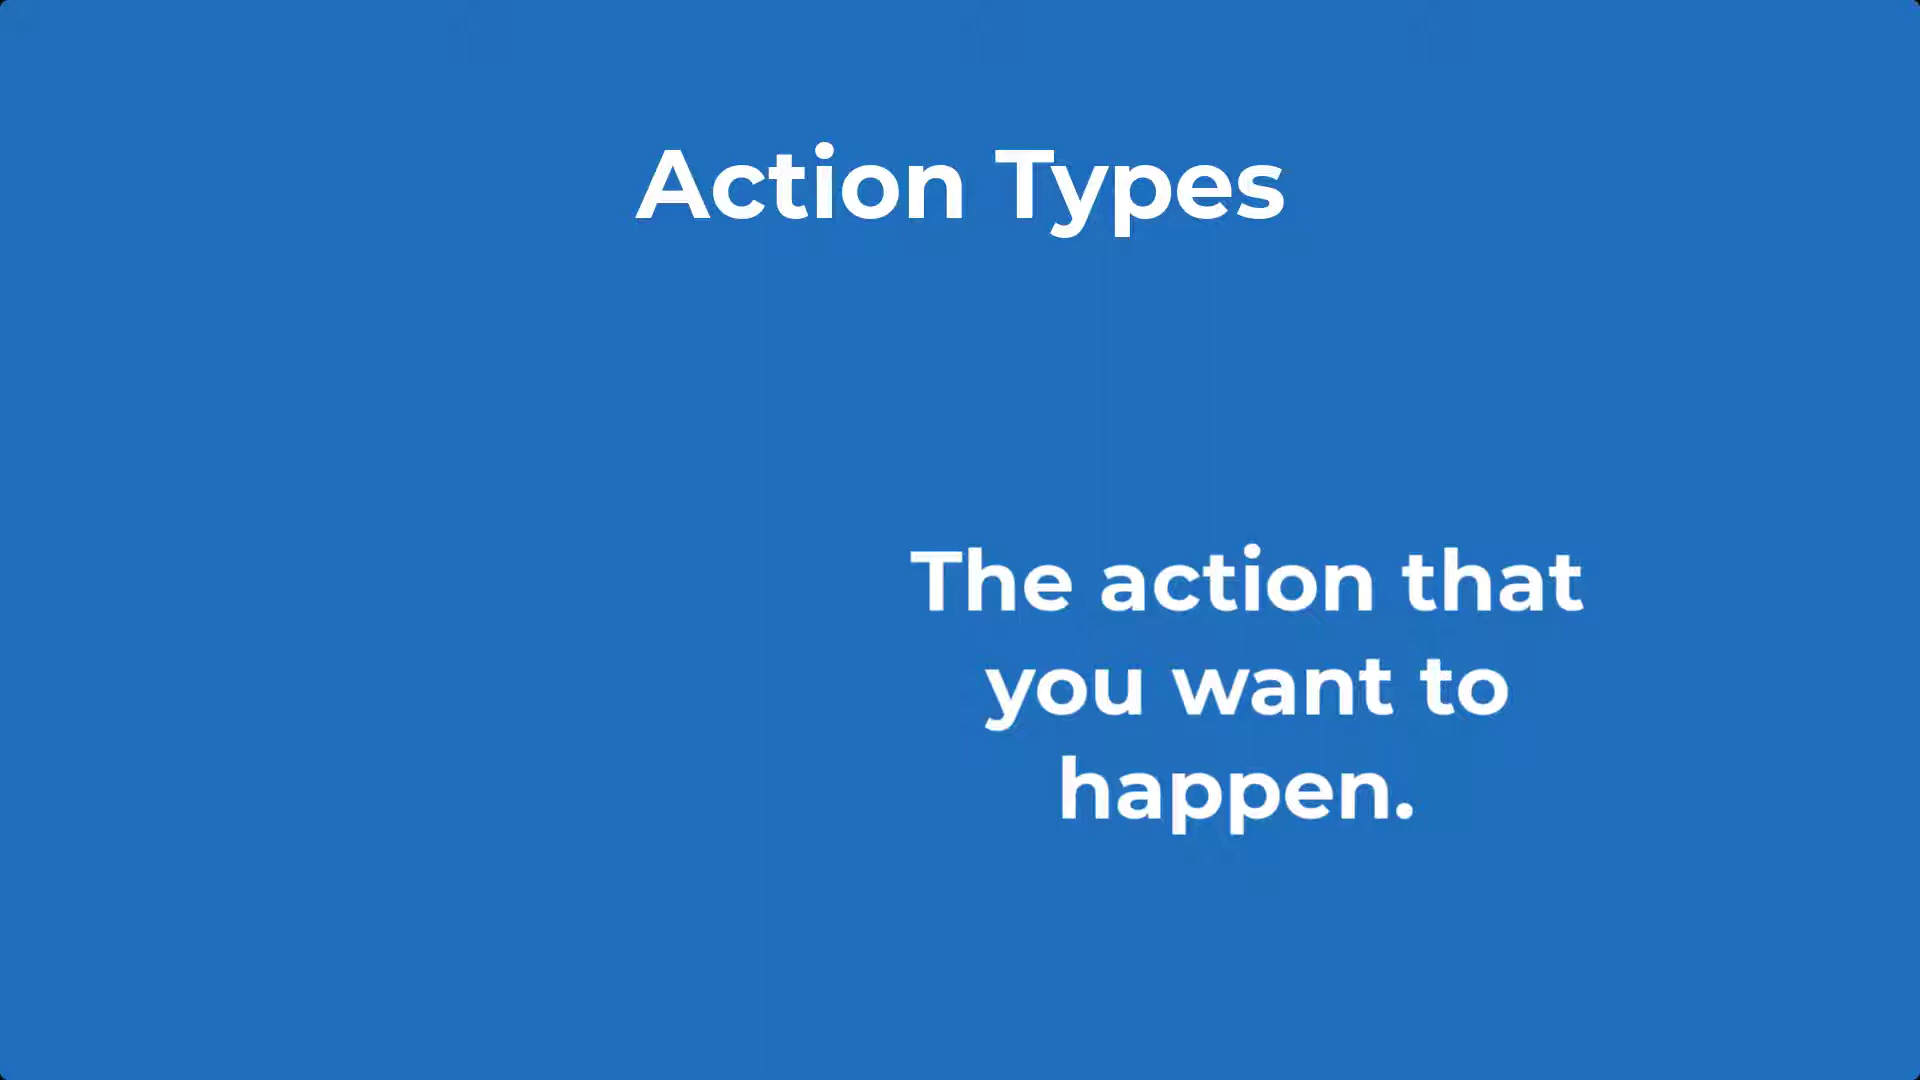 Action Types
The action that
you want to
happen.